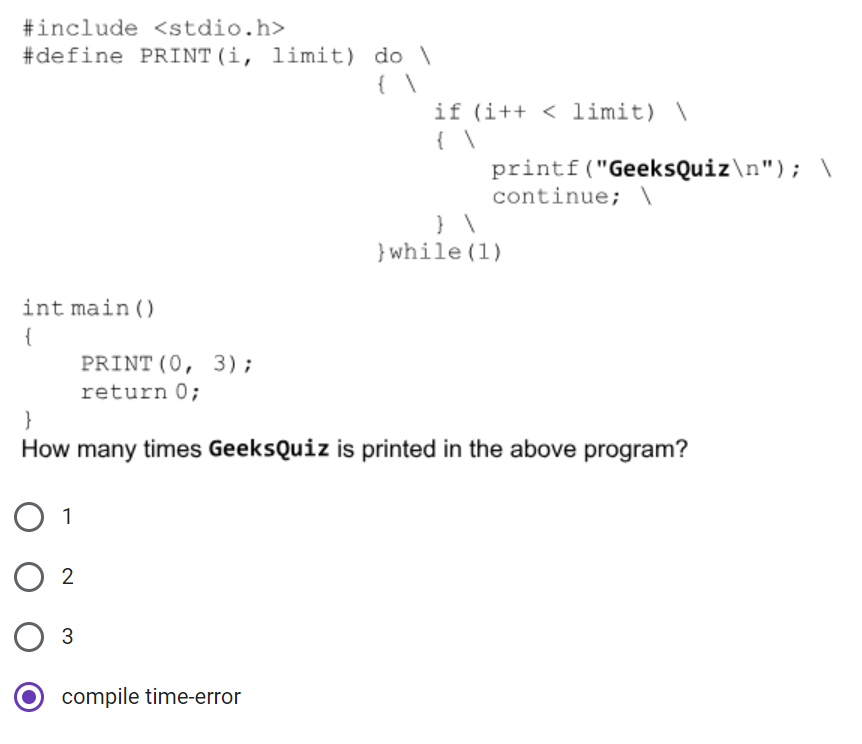 #include <stdio.h>
#define PRINT(i, limit) do \
{ \
if (i++ < limit) \
{ \
printf("GeeksQuiz\n"); \
continue; \
} \
}while(1)
int main()
{
PRINT(0, 3);
return 0;
}
How many times GeeksQuiz is printed in the above program?
1
2
3
compile time-error